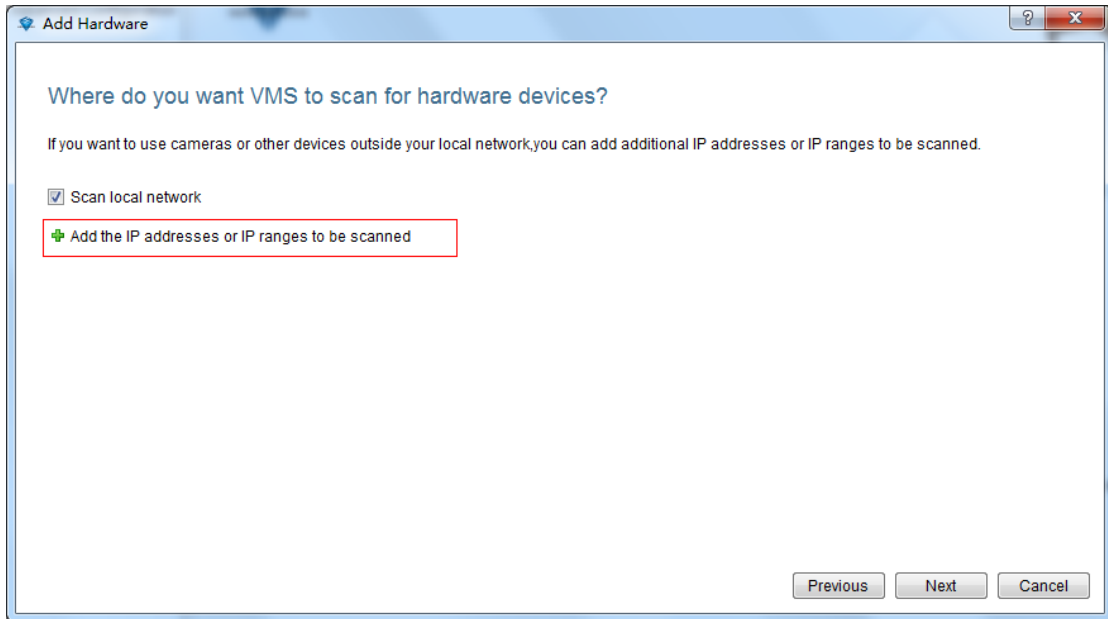 Add Hardware
?
Where do you want VMS to scan for hardware devices?
If you want to use cameras or other devices outside your local network,you can add additional IP addresses or IP ranges to be scanned.
Scan local network
Add the IP addresses or IP ranges to be scanned
Previous Next Cancel